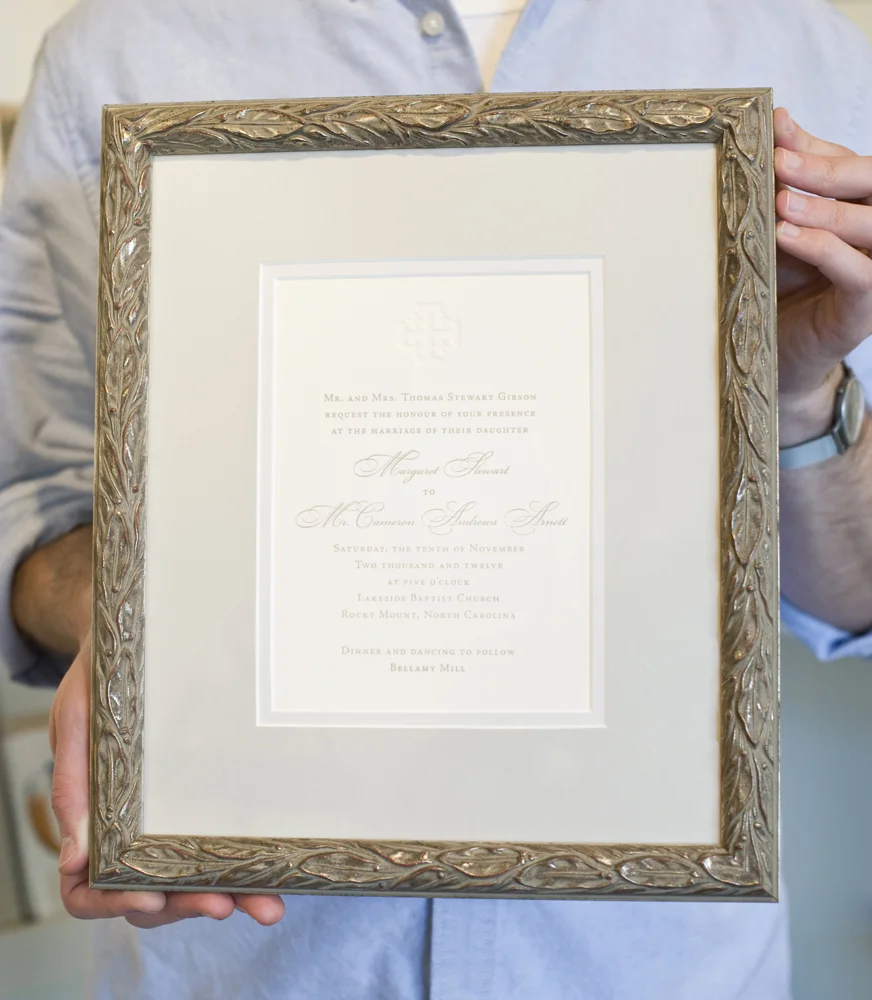 Mr. and Mrs. Thomas Stewart Gibson
request the honour of your presence
at the marriage of their daughter
Margaret Stewart
to
Mr. Cameron Andrews Arnott
Saturday, the tenth of November
Two thousand and twelve
at five o'clock
Lakeside Baptist Church
Rocky Mount, North Carolina
Dinner and dancing to follow
Bellamy Mill